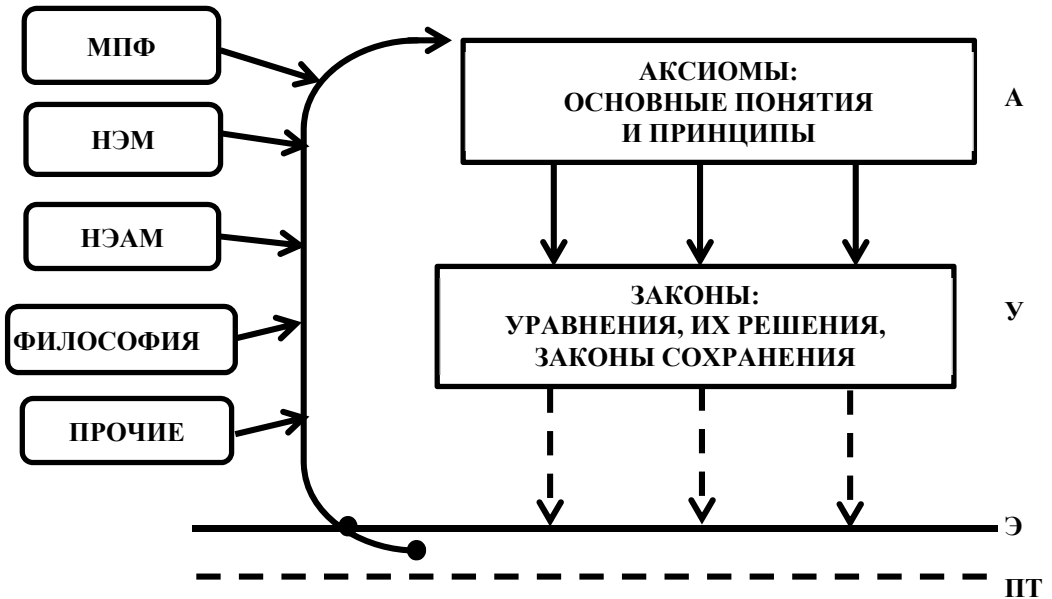 МПФ
НЭМ
НЭАМ
ФИЛОСОФИЯ
ПРОЧИЕ
АКСИОМЫ:
ОСНОВНЫЕ ПОНЯТИЯ
И ПРИНЦИПЫ
А
ЗАКОНЫ:
УРАВНЕНИЯ, ИХ РЕШЕНИЯ,
ЗАКОНЫ СОХРАНЕНИЯ
У
Э
ПТ